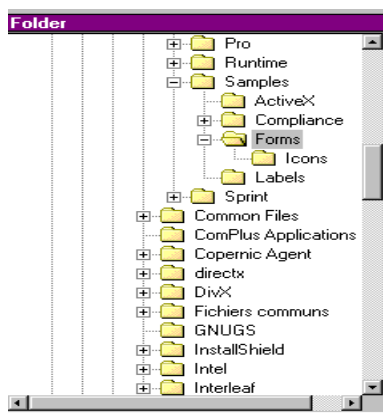 Folder
Pro
Runtime
Samples
ActiveX
Compliance
Forms
Icons
Labels
Sprint
Common Files
ComPlus Applications
Copernic Agent
directx
DivX
Fichiers communs
GNUGS
InstallShield
Intel
Interleaf